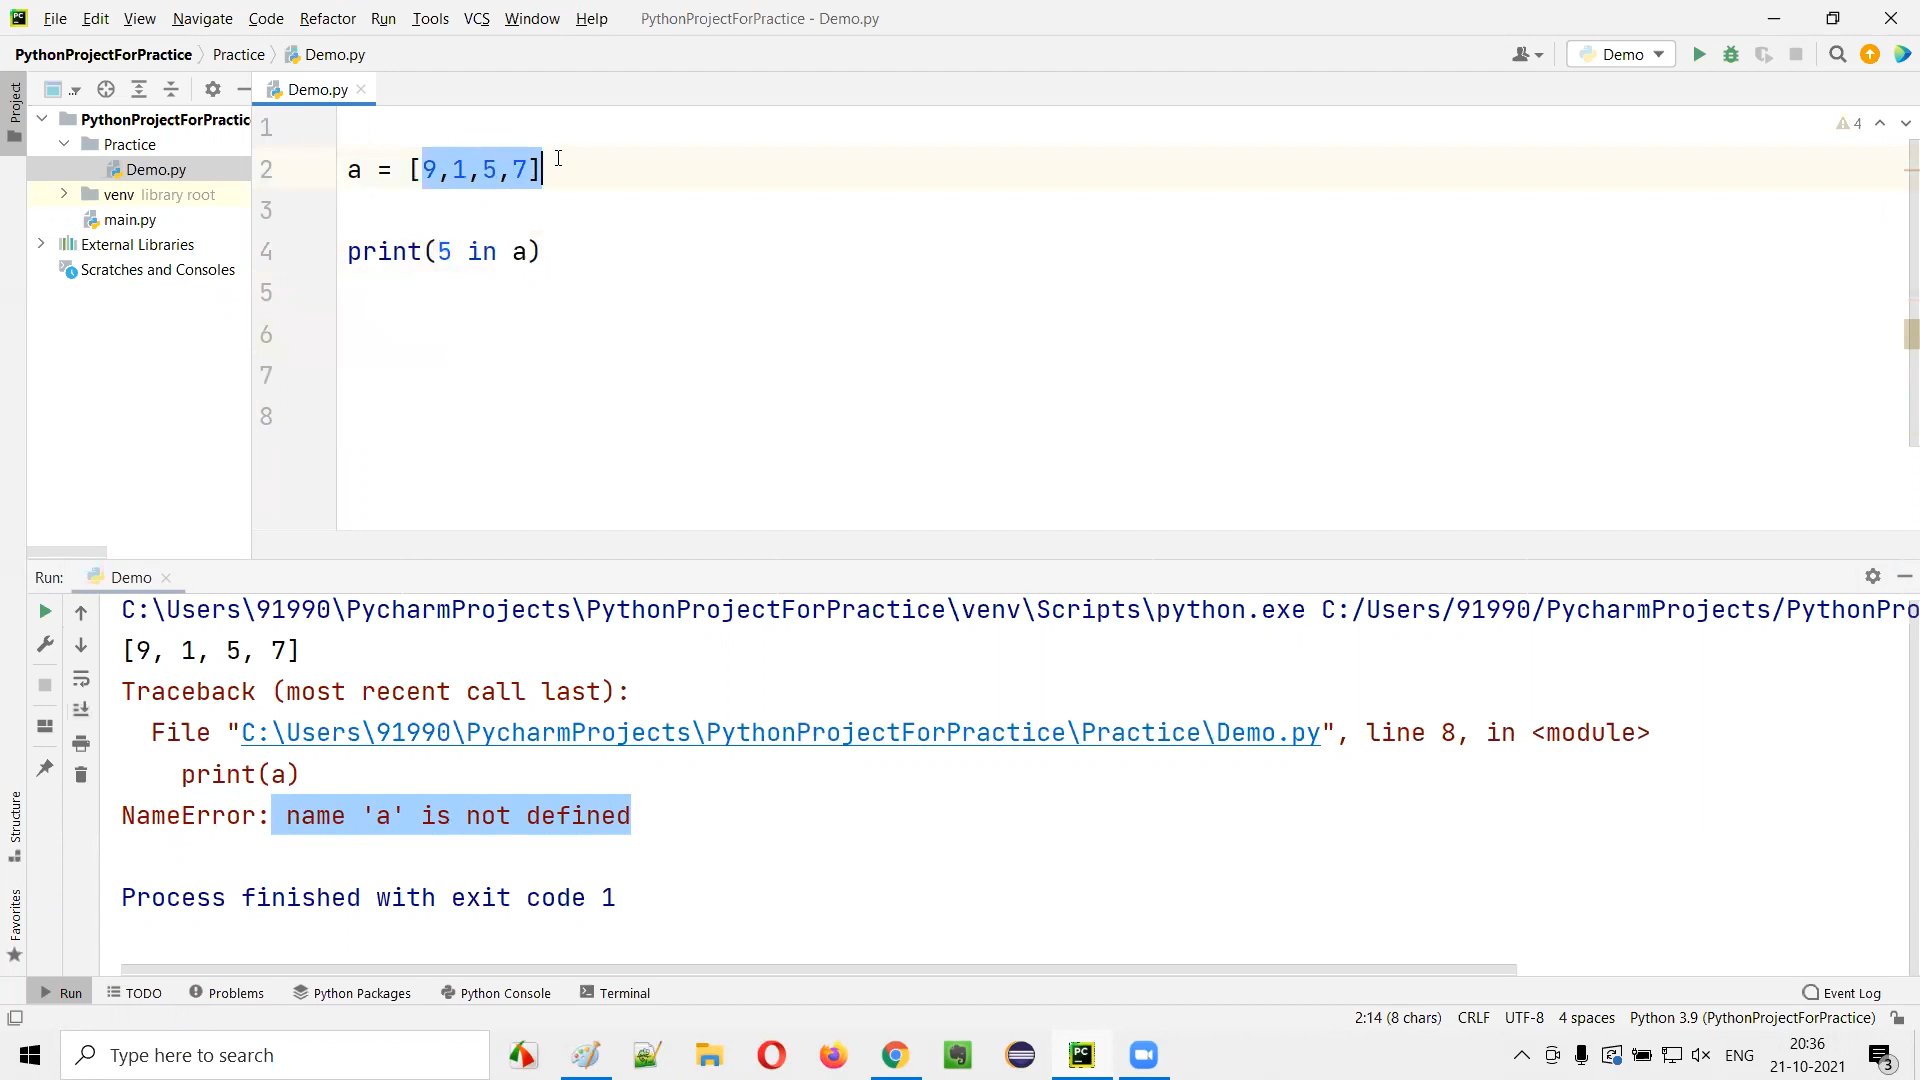 File Edit View Navigate Code Refactor Run Tools VCS Window Help PythonProjectForPractice - Demo.py
PythonProjectForPractice Practice Demo.py Demo
Project
Demo.py
PythonProjectForPractic
Practice
Demo.py
venv library root
main.py
External Libraries
Scratches and Consoles
4
1
2 a = [9,1,5,7]
3
4 print(5 in a)
5
6
7
8
Run: Demo
C:\Users\91990\PycharmProjects\PythonProjectForPractice\venv\Scripts\python.exe C:/Users/91990/PycharmProjects/PythonPro
[9, 1, 5, 7]
Traceback (most recent call last):
File "C:\Users\91990\PycharmProjects\PythonProjectForPractice\Practice\Demo.py", line 8, in <module>
print(a)
NameError: name 'a' is not defined
Process finished with exit code 1
Structure
Favorites
Run TODO Problems Python Packages Python Console Terminal Event Log
2:14 (8 chars) CRLF UTF-8 4 spaces Python 3.9 (PythonProjectForPractice)
Type here to search
PC
ENG
20:36
21-10-2021
3